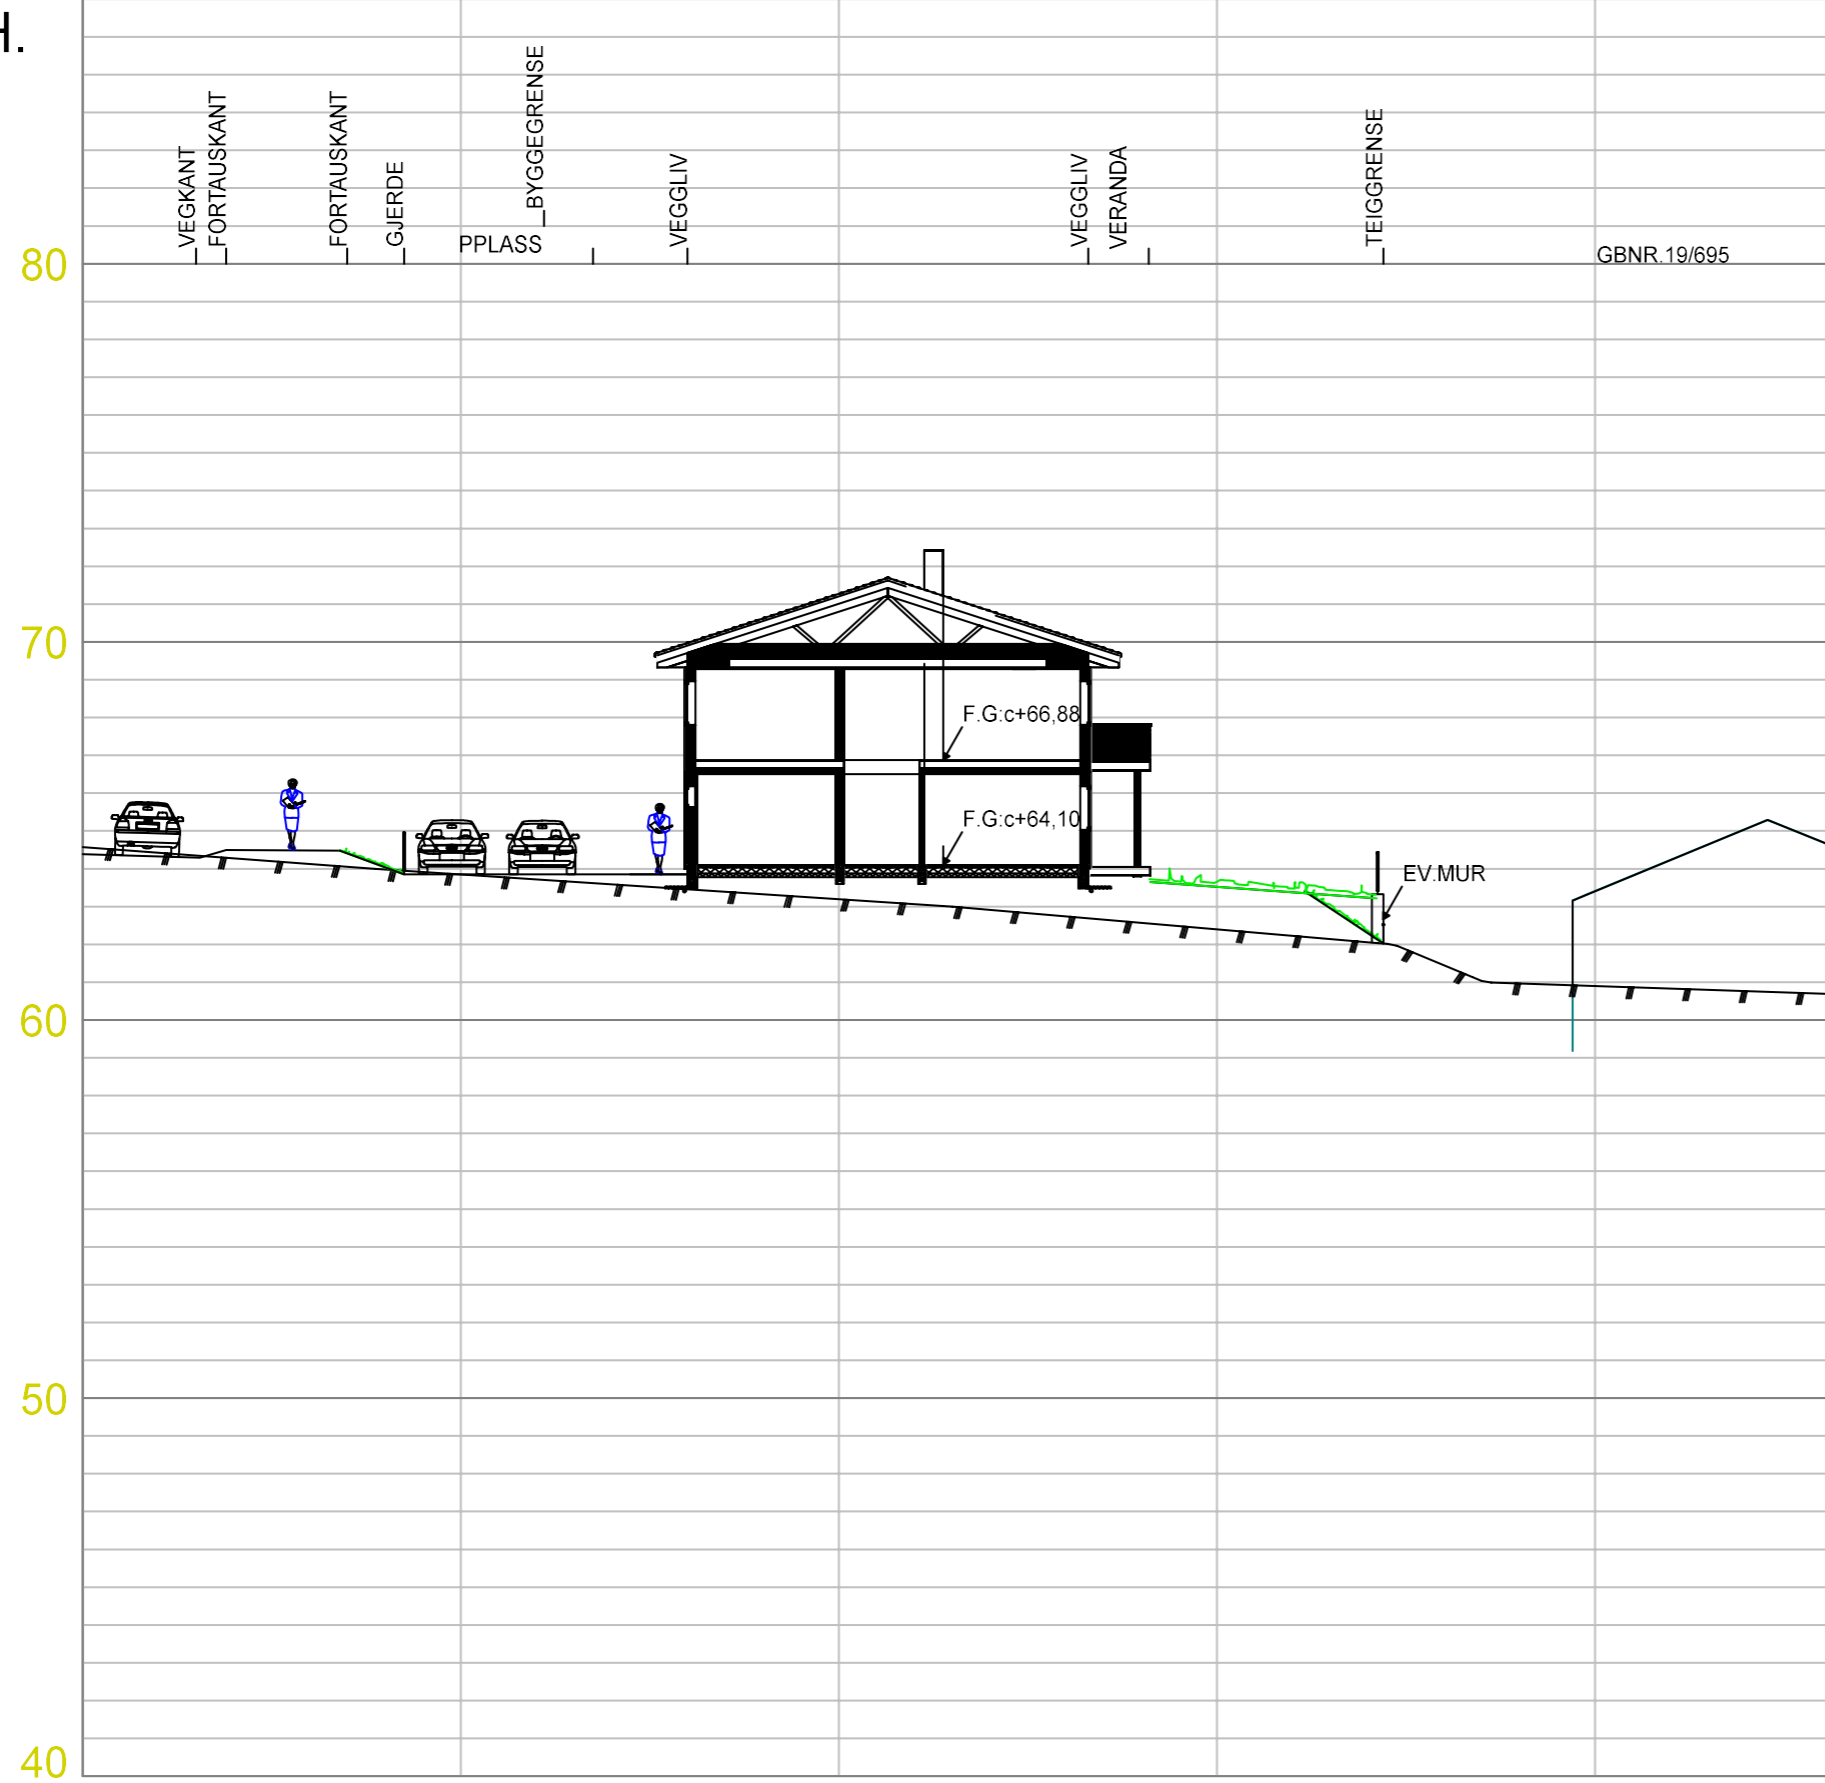 H.
VEGKANT
FORTAUSKANT
FORTAUSKANT
GJERDE
PPLASS
_BYGGEGRENSE
VEGGLIV
VEGGLIV
VERANDA
TEIGGRENSE
GBNR.19/695
80
70
F.G:c+66,88
F.G:c+64,10
EV.MUR
60
50
40